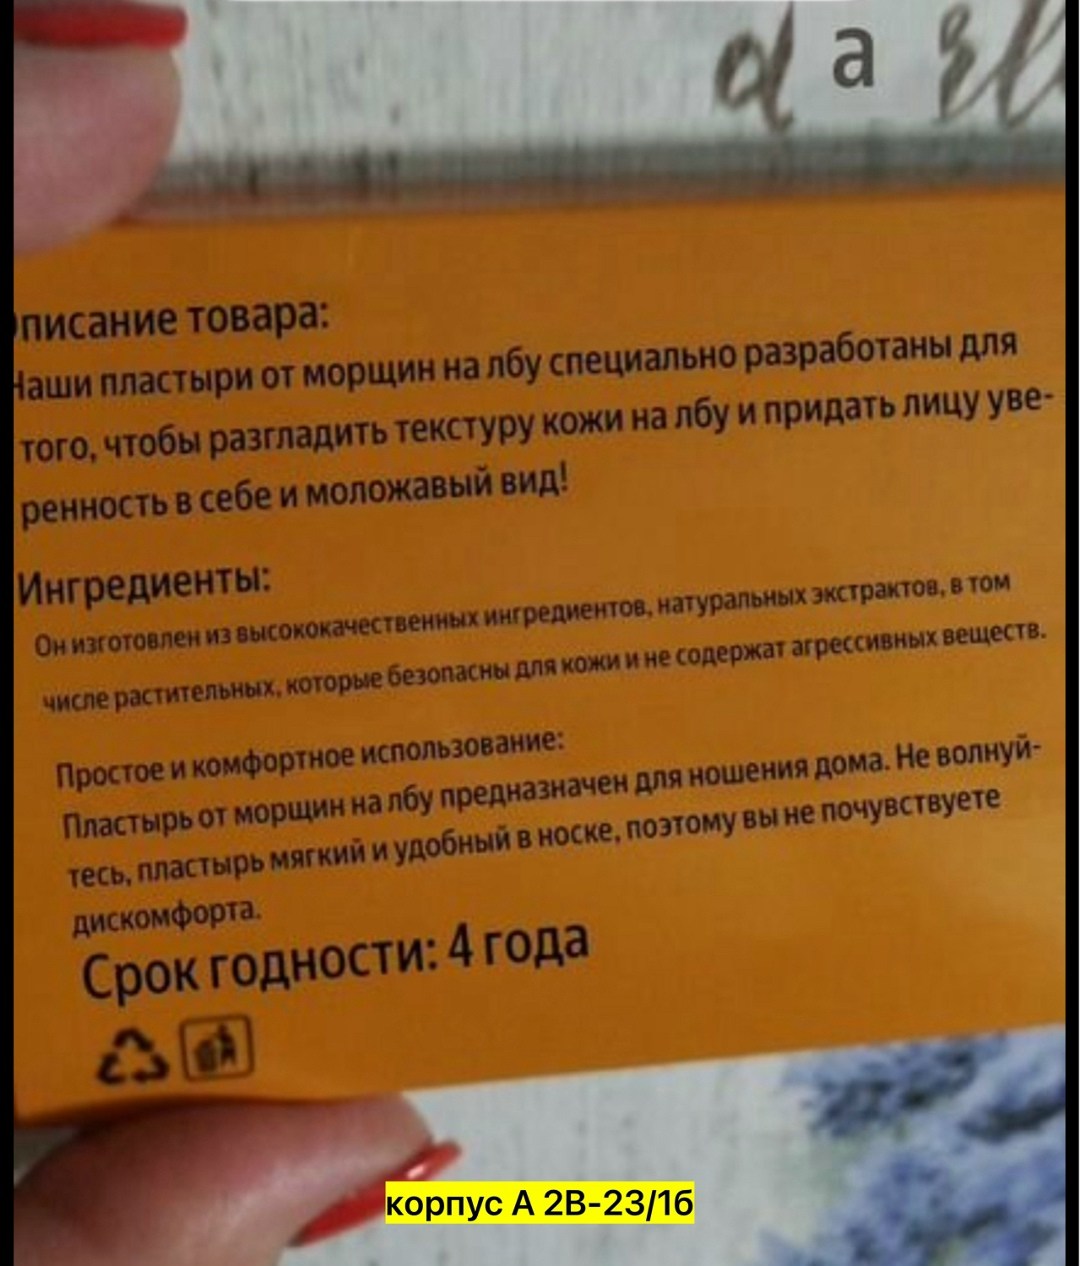 а
писание товара:
Наши пластыри от морщин на лбу специально разработаны для
того, чтобы разгладить текстуру кожи на лбу и придать лицу уве-
ренность в себе и моложавый вид!
Ингредиенты:
Он изготовлен из высококачественных ингредиентов, натуральных экстрактов, в том
числе растительных, которые безопасны для кожи и не содержат агрессивных веществ.
Простое и комфортное использование:
Пластырь от морщин на лбу предназначен для ношения дома. Не волнуй-
тесь, пластырь мягкий и удобный в носке, поэтому вы не почувствуете
дискомфорта.
Срок годности: 4 года
корпус А 2В-23/1б